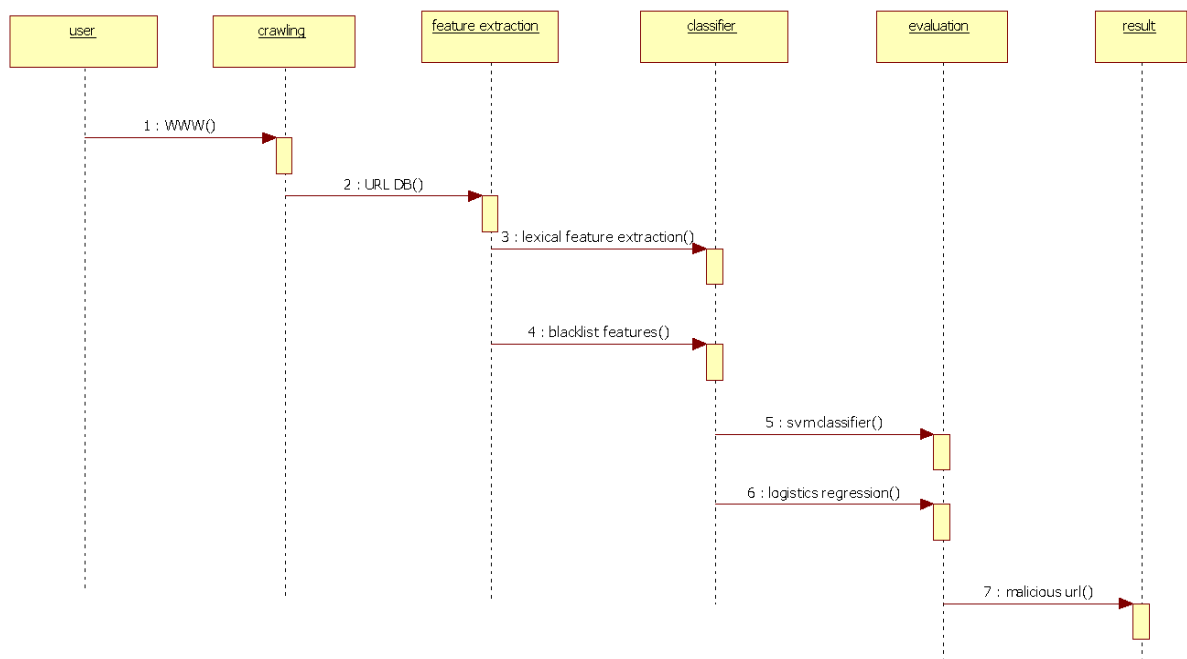 user
crawling
feature extraction
classifier
evaluation
result
1 : WWW()
2 : URL DB()
3 : lexical feature extraction()
4 : blacklist features()
5 : svmclassifier()
6 : logistics regression()
7 : malicious url()